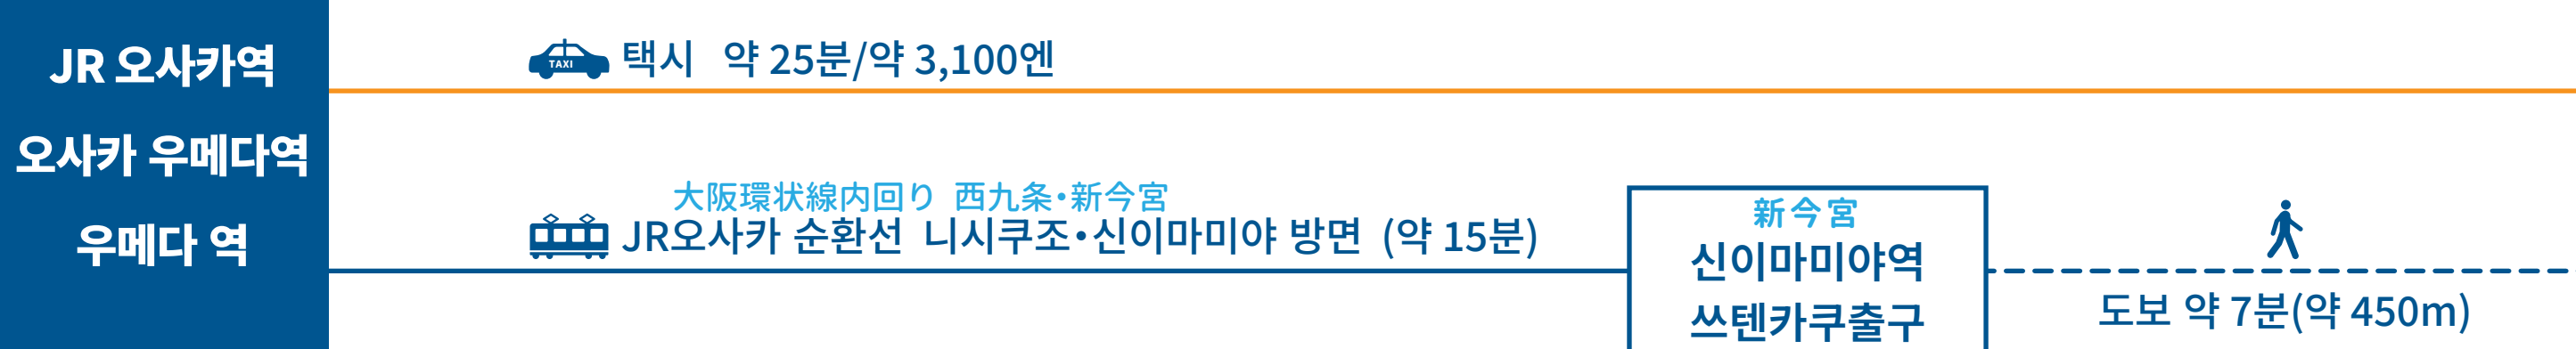 JR 오사카역
오사카 우메다역
우메다 역
TAXI 택시 약 25분/약 3,100엔
大阪環状線内回り 西九条・新今宮
JR오사카 순환선 니시쿠조・신이마미야 방면 (약 15분)
新今宮
신이마미야역
쓰텐카쿠출구
도보 약 7분(약 450m)